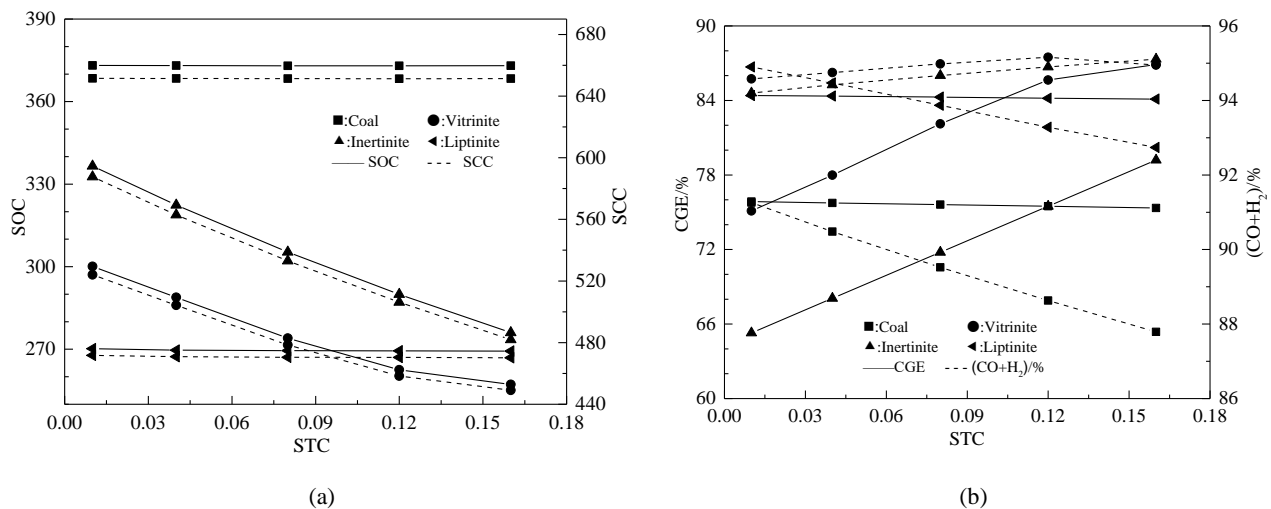 390
360
330
300
270
SOC
680
640
600
560
520
480
440
SCC
■:Coal ●:Vitrinite
▲:Inertinite ◀:Liptinite
SOC SCC
0.00 0.03 0.06 0.09 0.12 0.15 0.18
STC
(a)
90
84
78
72
66
60
CGE/%
96
94
92
90
88
86
(CO+H₂)/%
■:Coal ●:Vitrinite
▲:Inertinite ◀:Liptinite
CGE (CO+H₂)/%
0.00 0.03 0.06 0.09 0.12 0.15 0.18
STC
(b)